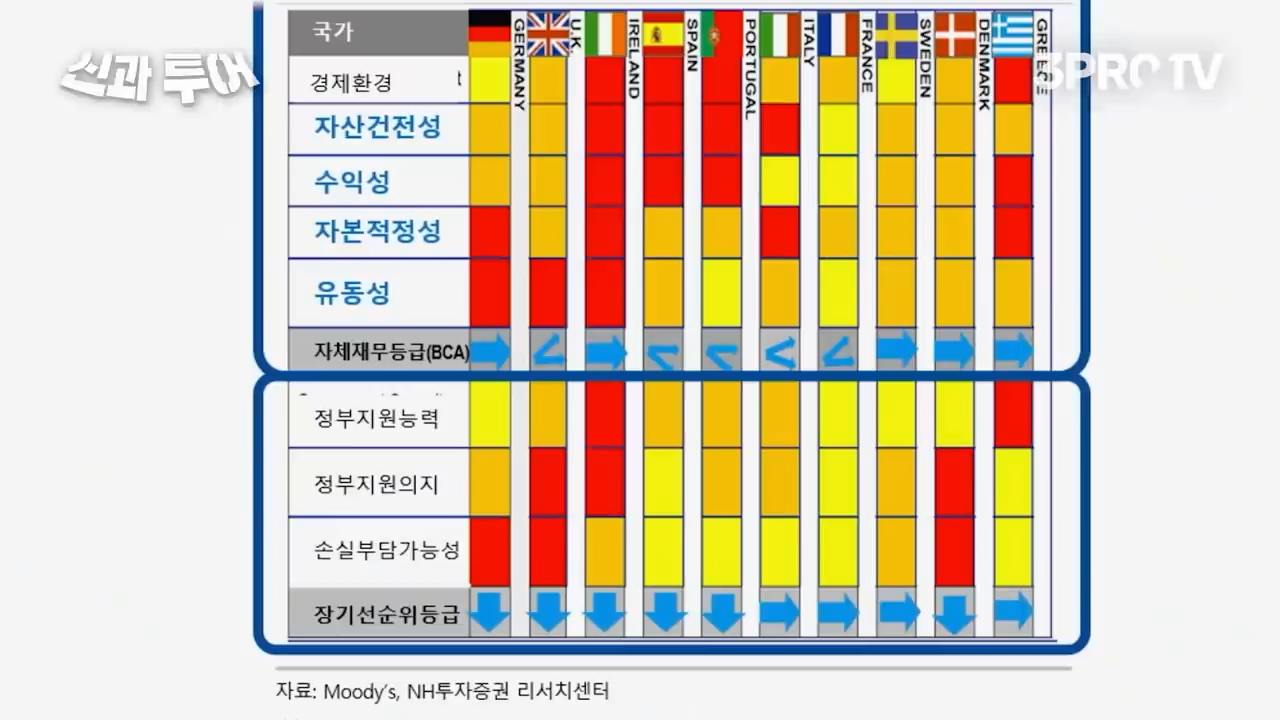 신과 투어
3PRO TV
국가
GERMANY
U.K.
IRELAND
SPAIN
PORTUGAL
ITALY
FRANCE
SWEDEN
DENMARK
GREECE
경제환경
자산건전성
수익성
자본적정성
유동성
자체재무등급(BCA)
정부지원능력
정부지원의지
손실부담가능성
장기선순위등급
자료: Moody's, NH투자증권 리서치센터